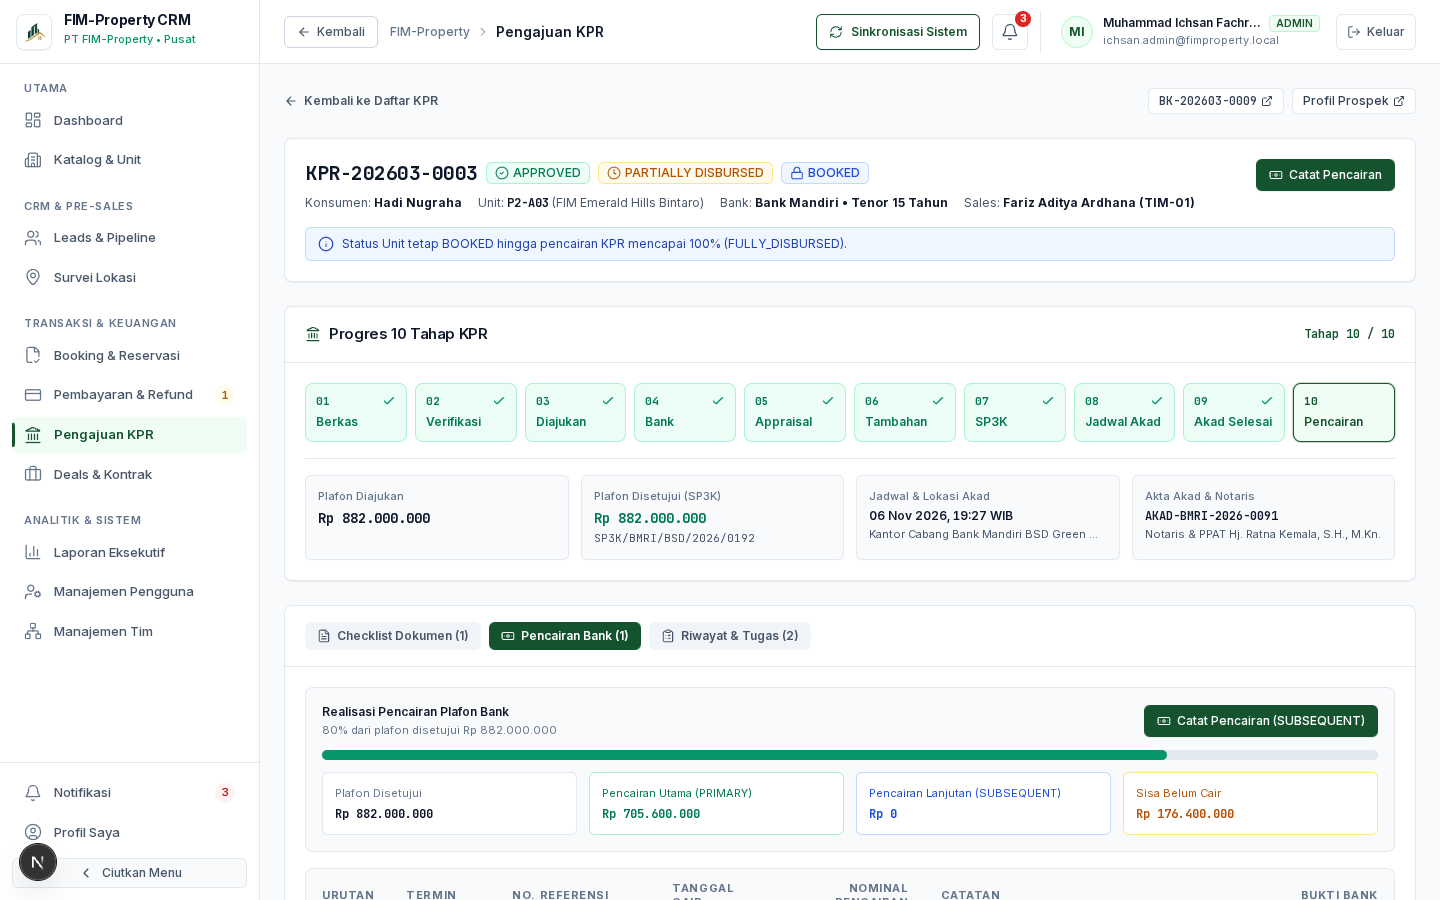 FIM-Property CRM
PT FIM-Property • Pusat
Kembali
FIM-Property
Pengajuan KPR
Sinkronisasi Sistem
3
MI
Muhammad Ichsan Fachr...
ADMIN
ichsan.admin@fimproperty.local
Keluar
UTAMA
Dashboard
Katalog & Unit
CRM & PRE-SALES
Leads & Pipeline
Survei Lokasi
TRANSAKSI & KEUANGAN
Booking & Reservasi
Pembayaran & Refund
1
Pengajuan KPR
Deals & Kontrak
ANALITIK & SISTEM
Laporan Eksekutif
Manajemen Pengguna
Manajemen Tim
Notifikasi
3
Profil Saya
N
Ciutkan Menu
Kembali ke Daftar KPR
BK-202603-0009
Profil Prospek
KPR-202603-0003
APPROVED
PARTIALLY DISBURSED
BOOKED
Catat Pencairan
Konsumen: Hadi Nugraha
Unit: P2-A03 (FIM Emerald Hills Bintaro)
Bank: Bank Mandiri • Tenor 15 Tahun
Sales: Fariz Aditya Ardhana (TIM-01)
Status Unit tetap BOOKED hingga pencairan KPR mencapai 100% (FULLY_DISBURSED).
Progres 10 Tahap KPR
Tahap 10 / 10
01
Berkas
02
Verifikasi
03
Diajukan
04
Bank
05
Appraisal
06
Tambahan
07
SP3K
08
Jadwal Akad
09
Akad Selesai
10
Pencairan
Plafon Diajukan
Rp 882.000.000
Plafon Disetujui (SP3K)
Rp 882.000.000
SP3K/BMRI/BSD/2026/0192
Jadwal & Lokasi Akad
06 Nov 2026, 19:27 WIB
Kantor Cabang Bank Mandiri BSD Green ...
Akta Akad & Notaris
AKAD-BMRI-2026-0091
Notaris & PPAT Hj. Ratna Kemala, S.H., M.Kn.
Checklist Dokumen (1)
Pencairan Bank (1)
Riwayat & Tugas (2)
Realisasi Pencairan Plafon Bank
80% dari plafon disetujui Rp 882.000.000
Catat Pencairan (SUBSEQUENT)
Plafon Disetujui
Rp 882.000.000
Pencairan Utama (PRIMARY)
Rp 705.600.000
Pencairan Lanjutan (SUBSEQUENT)
Rp 0
Sisa Belum Cair
Rp 176.400.000
URUTAN
TERMIN
NO. REFERENSI
TANGGAL
CAIR
NOMINAL
PENCAIRAN
CATATAN
BUKTI BANK